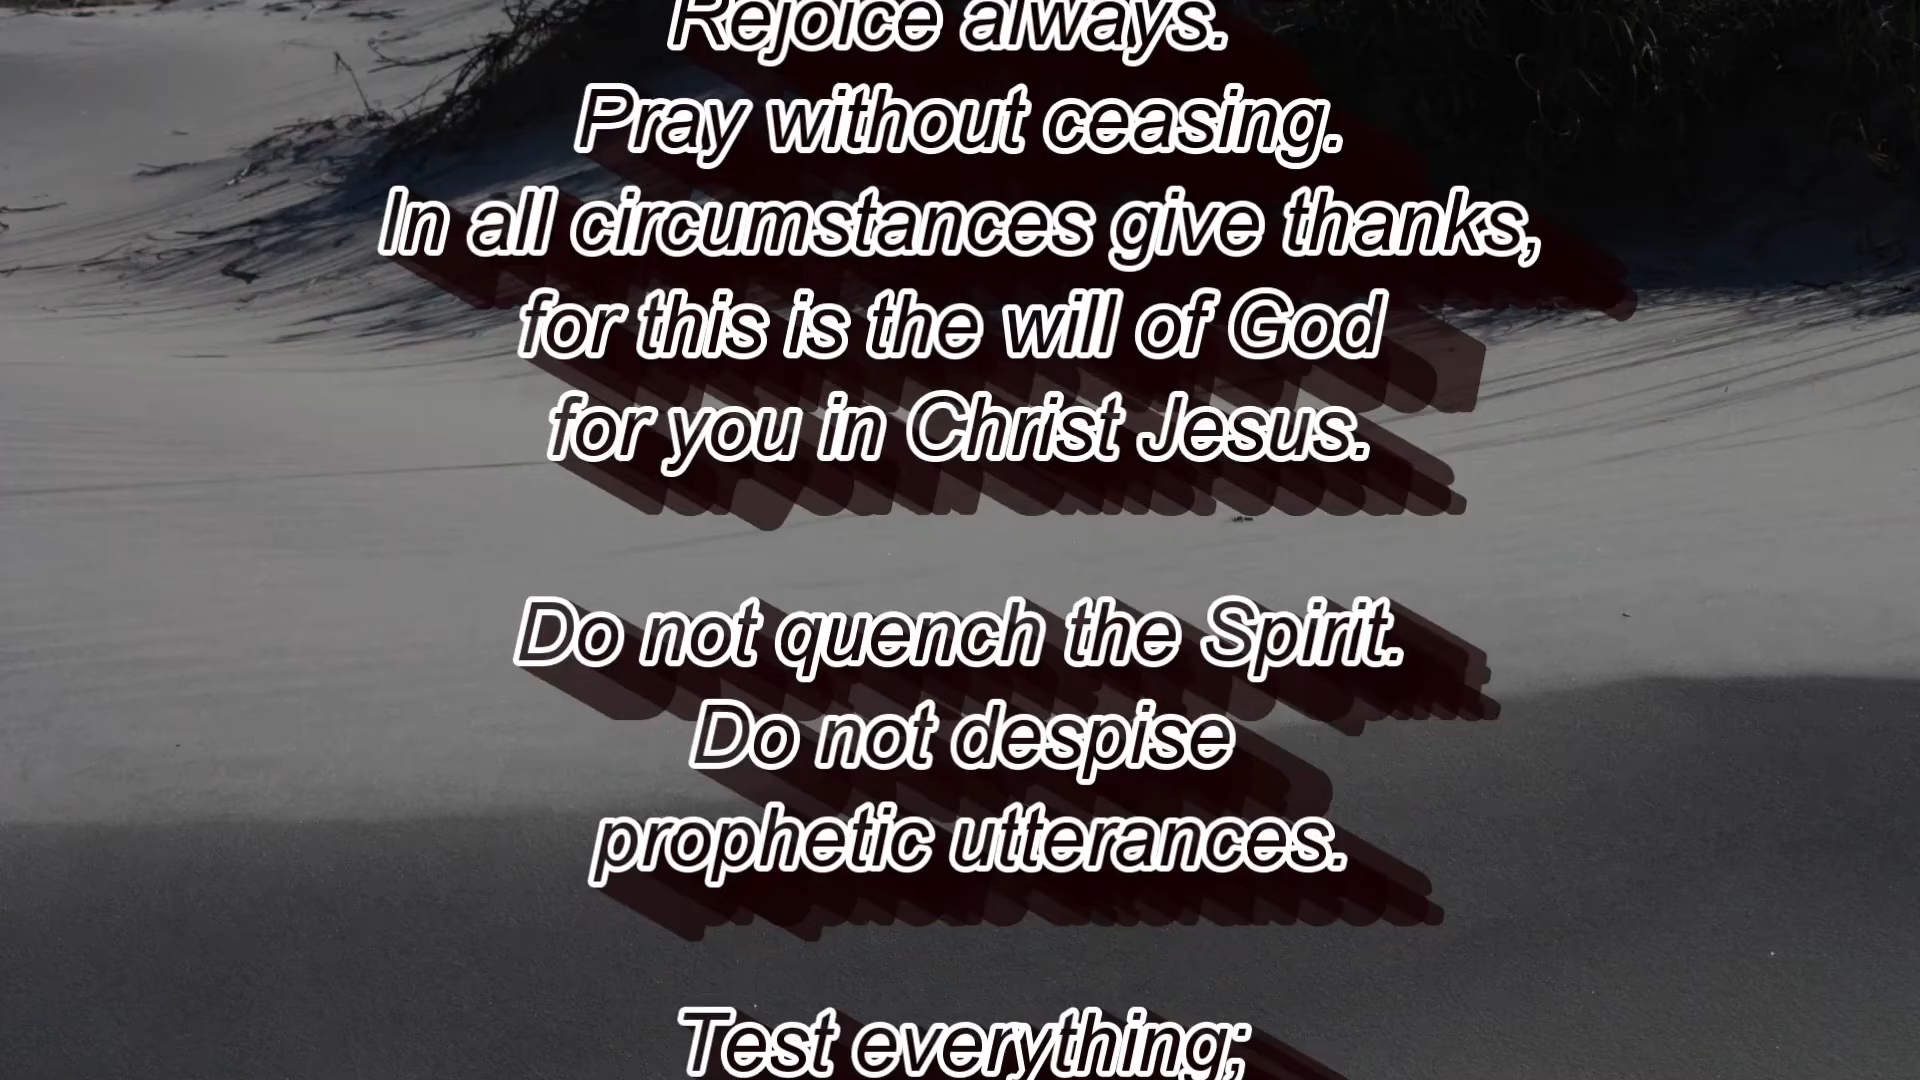 Rejoice always.
Pray without ceasing.
In all circumstances give thanks,
for this is the will of God
for you in Christ Jesus.
Do not quench the Spirit.
Do not despise
prophetic utterances.
Test everything;